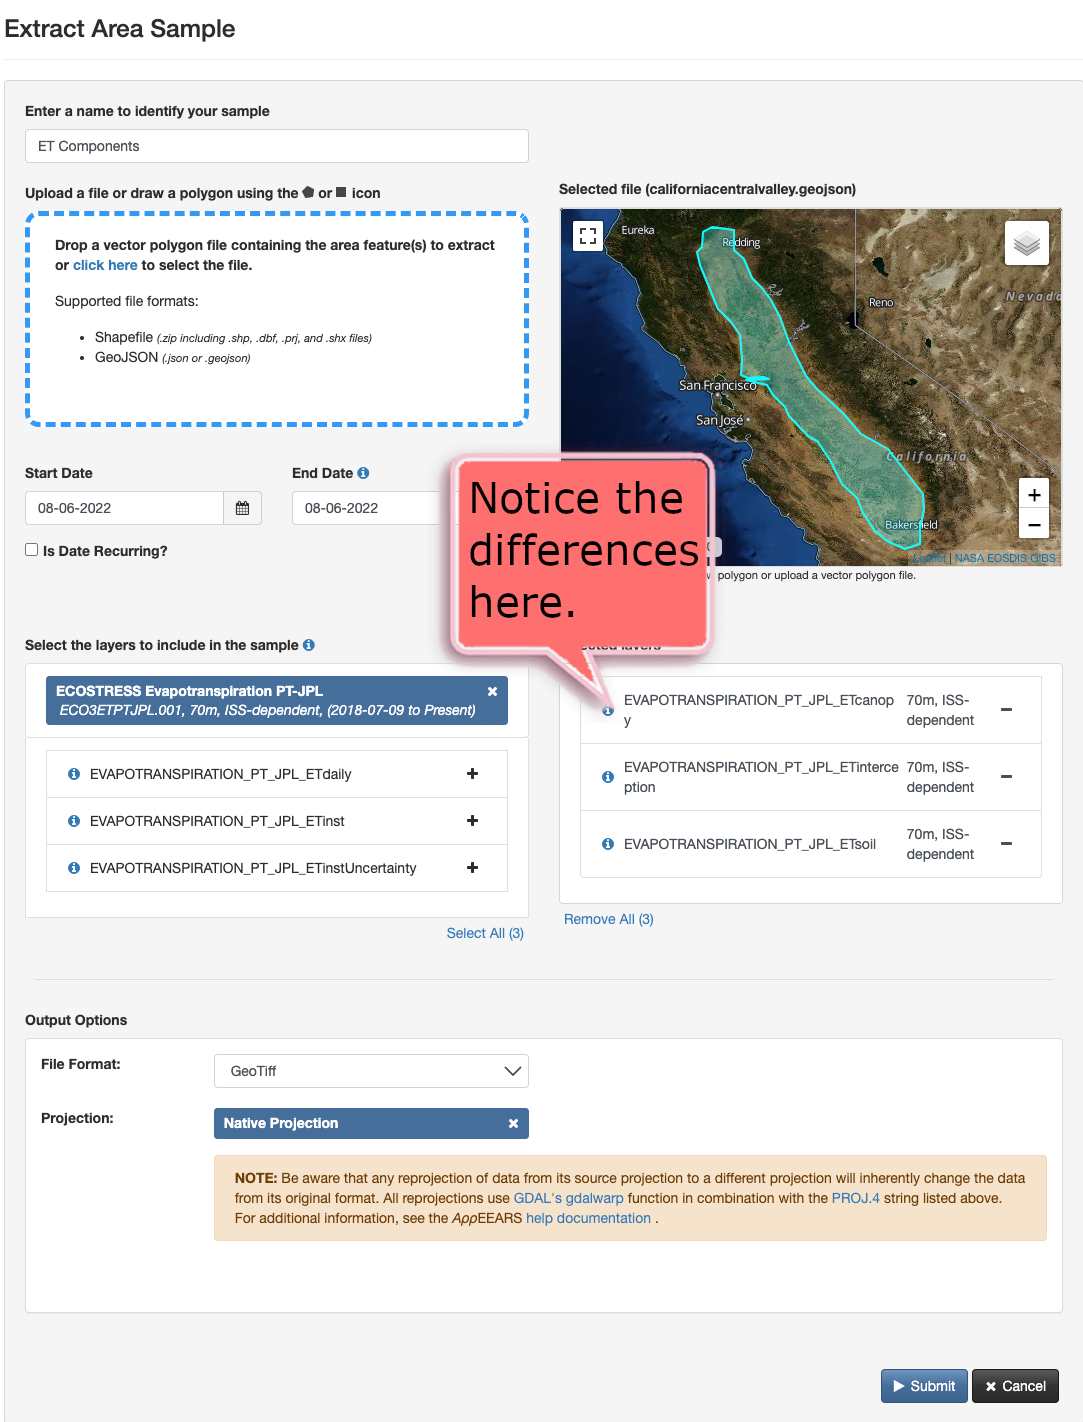 Extract Area Sample
Enter a name to identify your sample
ET Components
Upload a file or draw a polygon using the or icon
Drop a vector polygon file containing the area feature(s) to extract
or click here to select the file.
Supported file formats:
Shapefile (.zip including .shp, .dbf, .prj, and .shx files)
GeoJSON (.json or .geojson)
Selected file (californiacentralvalley.geojson)
Eureka
Redding
Reno
Nevada
San Francisco
San José
California
Bakersfield
+
−
Leaflet | NASA EOSDIS GIBS
polygon or upload a vector polygon file.
Start Date
End Date
08-06-2022
08-06-2022
Is Date Recurring?
Notice the
differences
here.
Select the layers to include in the sample
ECOSTRESS Evapotranspiration PT-JPL
ECO3ETPTJPL.001, 70m, ISS-dependent, (2018-07-09 to Present)
EVAPOTRANSPIRATION_PT_JPL_ETdaily
EVAPOTRANSPIRATION_PT_JPL_ETinst
EVAPOTRANSPIRATION_PT_JPL_ETinstUncertainty
Select All (3)
layers
EVAPOTRANSPIRATION_PT_JPL_ETcanop
y
70m, ISS-
dependent
EVAPOTRANSPIRATION_PT_JPL_ETinterce
ption
70m, ISS-
dependent
EVAPOTRANSPIRATION_PT_JPL_ETsoil
70m, ISS-
dependent
Remove All (3)
Output Options
File Format:
GeoTiff
Projection:
Native Projection
NOTE: Be aware that any reprojection of data from its source projection to a different projection will inherently change the data
from its original format. All reprojections use GDAL's gdalwarp function in combination with the PROJ.4 string listed above.
For additional information, see the AppEEARS help documentation .
Submit
Cancel